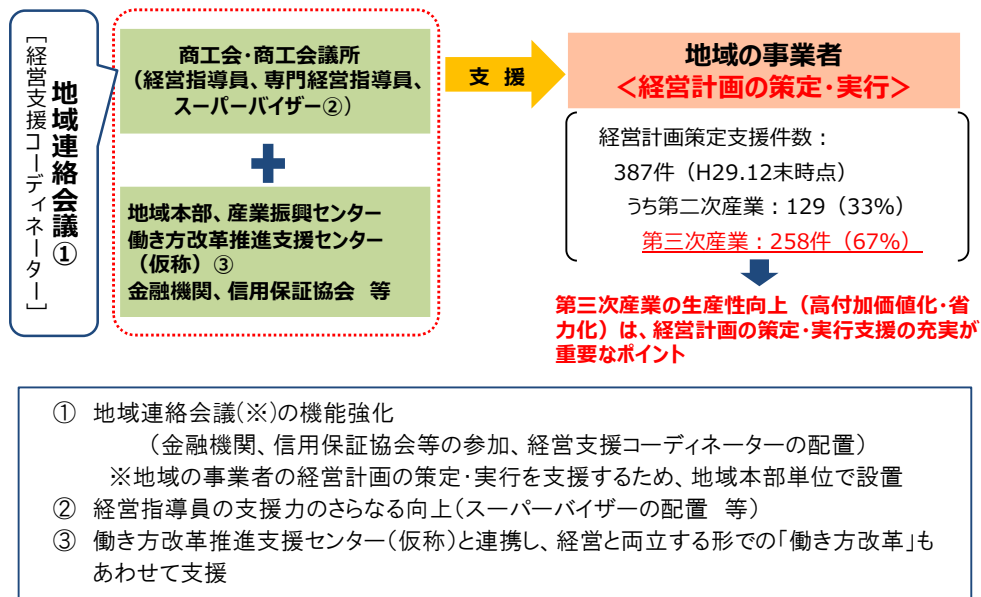 地域連絡会議①
[経営支援コーディネーター]
商工会・商工会議所
（経営指導員、専門経営指導員、
スーパーバイザー②）
地域本部、産業振興センター
働き方改革推進支援センター
（仮称）③
金融機関、信用保証協会　等
支 援
地域の事業者
＜経営計画の策定・実行＞
経営計画策定支援件数：
387件（H29.12末時点）
うち第二次産業：129（33%）
第三次産業：258件（67%）
第三次産業の生産性向上（高付加価値化・省
力化）は、経営計画の策定・実行支援の充実が
重要なポイント
① 地域連絡会議(※)の機能強化
（金融機関、信用保証協会等の参加、経営支援コーディネーターの配置）
※地域の事業者の経営計画の策定・実行を支援するため、地域本部単位で設置
② 経営指導員の支援力のさらなる向上（スーパーバイザーの配置　等）
③ 働き方改革推進支援センター（仮称）と連携し、経営と両立する形での「働き方改革」も
あわせて支援